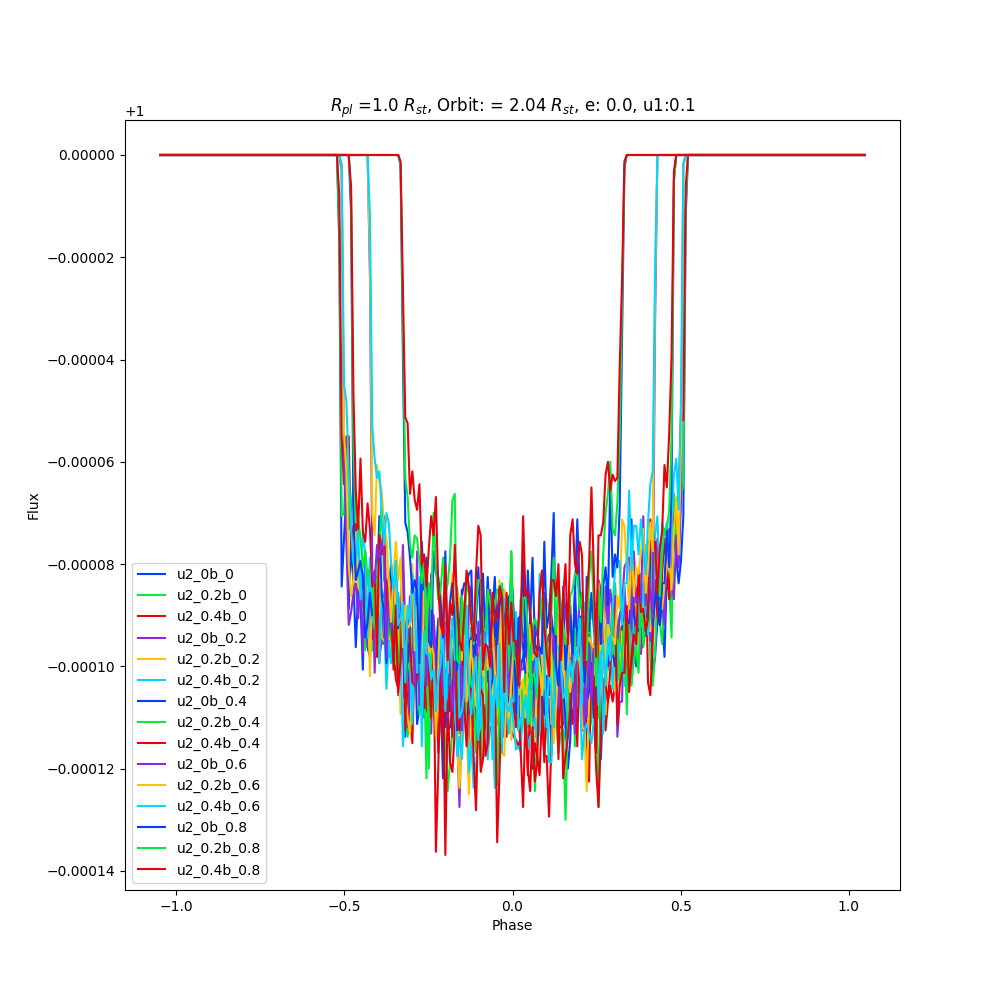 R_pl =1.0 R_st, Orbit: = 2.04 R_st, e: 0.0, u1:0.1
+1
0.00000
−0.00002
−0.00004
−0.00006
−0.00008
−0.00010
−0.00012
−0.00014
Flux
u2_0b_0
u2_0.2b_0
u2_0.4b_0
u2_0b_0.2
u2_0.2b_0.2
u2_0.4b_0.2
u2_0b_0.4
u2_0.2b_0.4
u2_0.4b_0.4
u2_0b_0.6
u2_0.2b_0.6
u2_0.4b_0.6
u2_0b_0.8
u2_0.2b_0.8
u2_0.4b_0.8
−1.0 −0.5 0.0 0.5 1.0
Phase